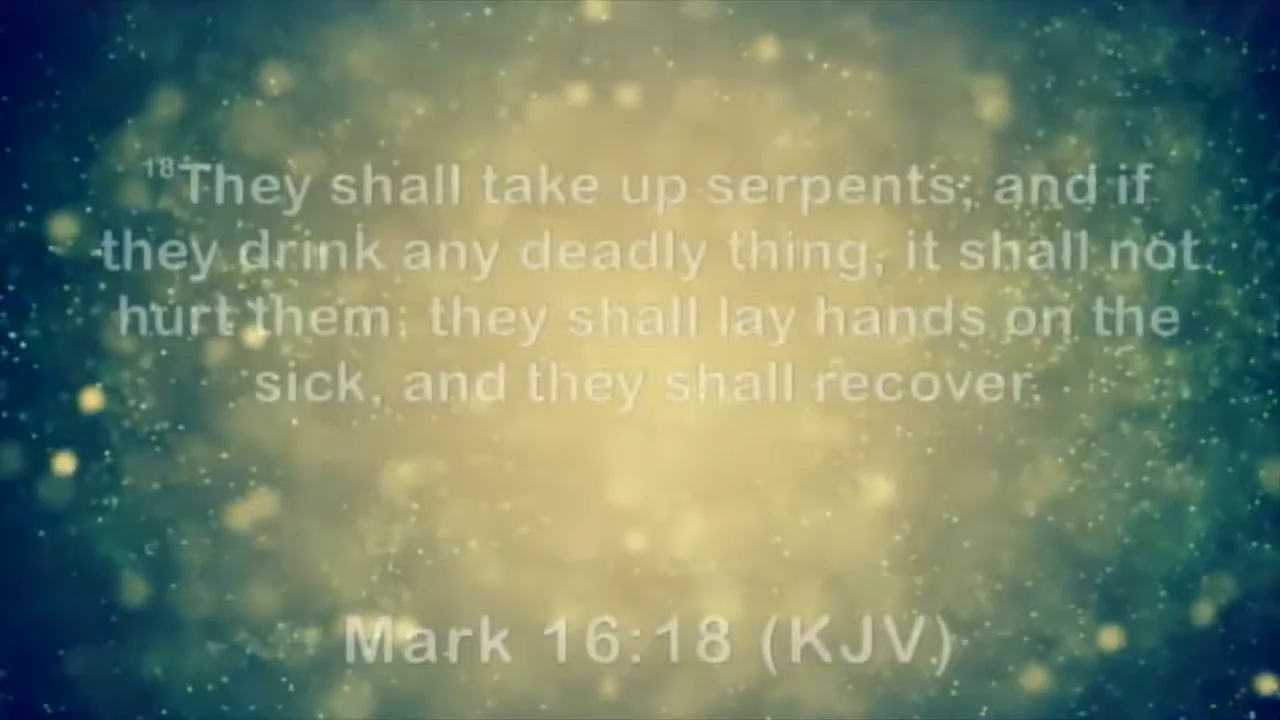 18They shall take up serpents; and if
they drink any deadly thing, it shall not
hurt them; they shall lay hands on the
sick, and they shall recover.
Mark 16:18 (KJV)